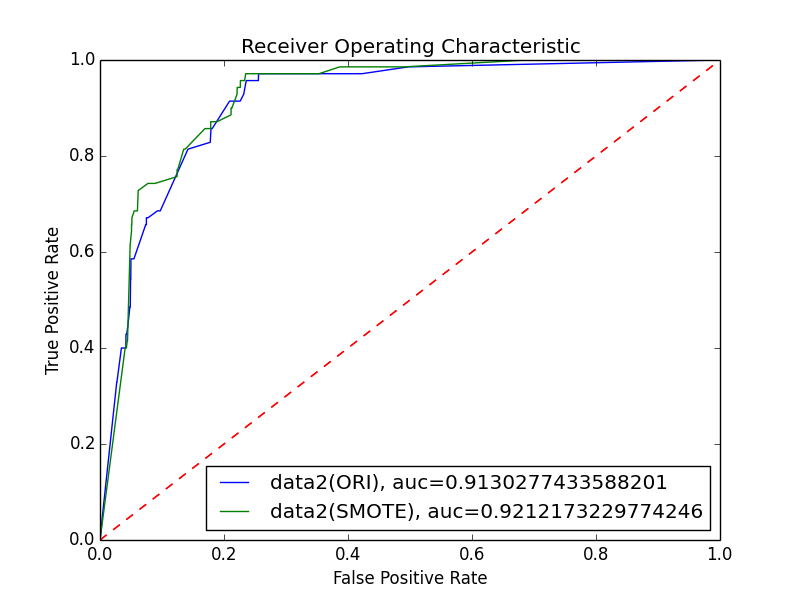 Receiver Operating Characteristic
1.0
0.8
0.6
0.4
0.2
0.0
True Positive Rate
data2(ORI), auc=0.9130277433588201
data2(SMOTE), auc=0.9212173229774246
0.0 0.2 0.4 0.6 0.8 1.0
False Positive Rate